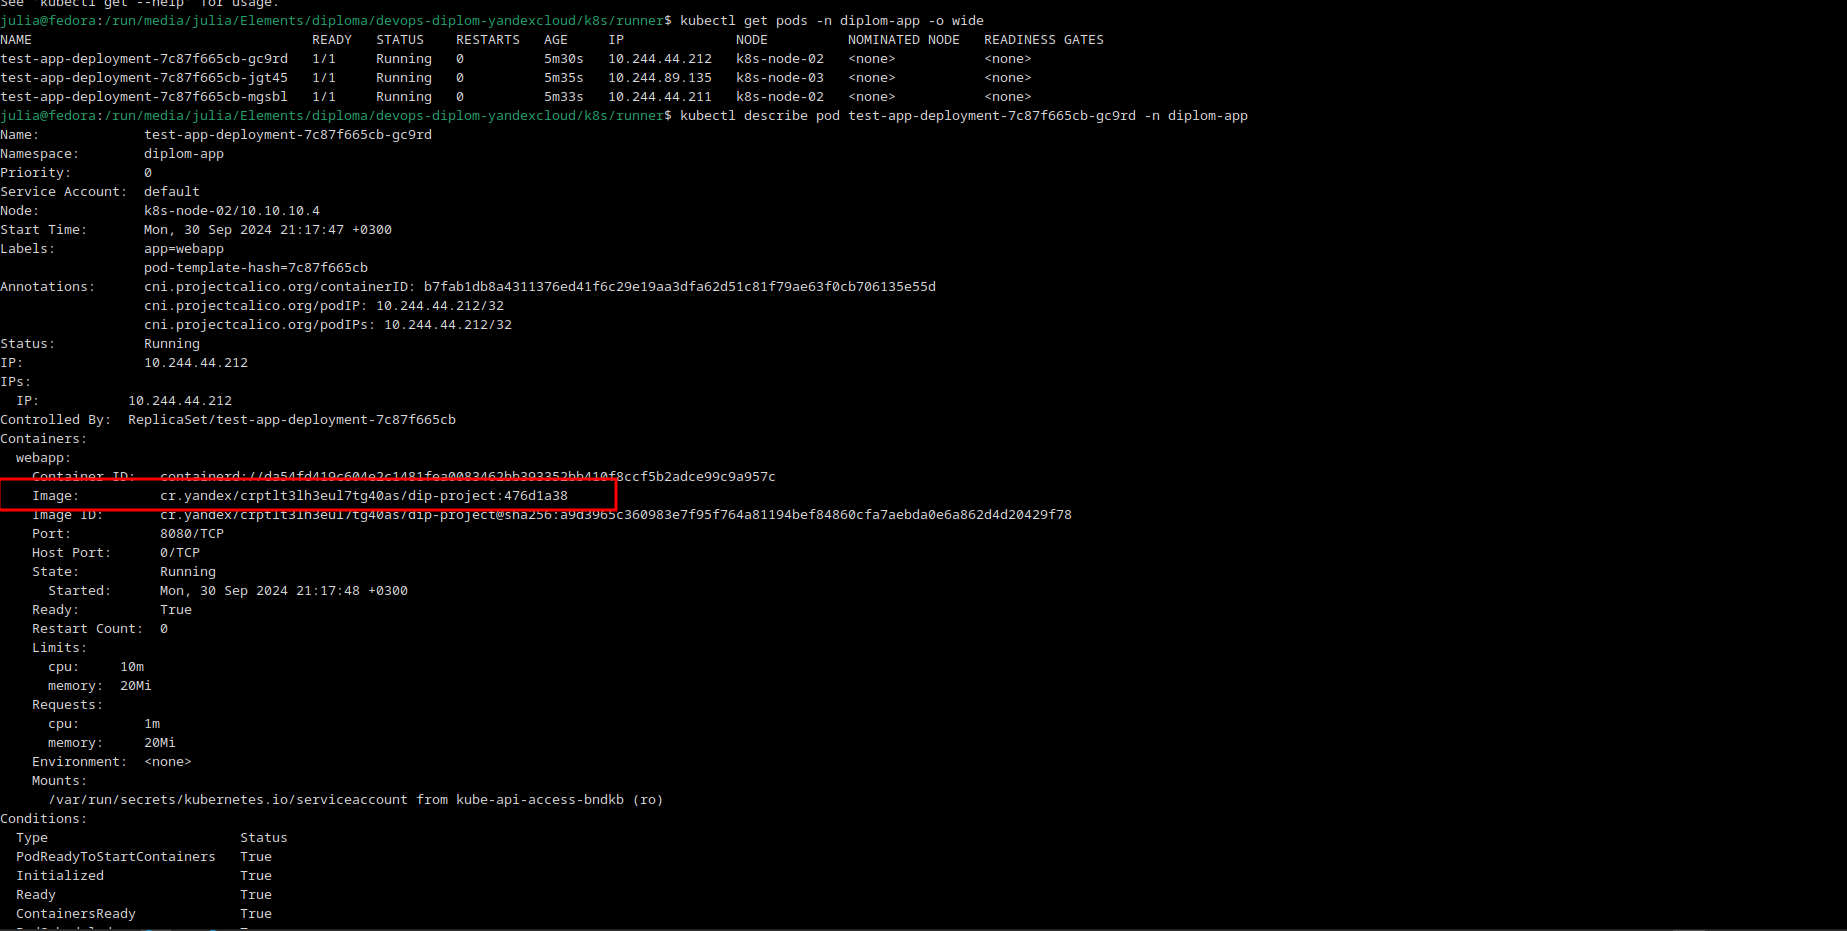 See 'kubectl get --help' for usage.
julia@fedora:/run/media/julia/Elements/diploma/devops-diplom-yandexcloud/k8s/runner$ kubectl get pods -n diplom-app -o wide
NAME                                   READY   STATUS    RESTARTS   AGE     IP              NODE          NOMINATED NODE   READINESS GATES
test-app-deployment-7c87f665cb-gc9rd   1/1     Running   0          5m30s   10.244.44.212   k8s-node-02   <none>           <none>
test-app-deployment-7c87f665cb-jgt45   1/1     Running   0          5m35s   10.244.89.135   k8s-node-03   <none>           <none>
test-app-deployment-7c87f665cb-mgsbl   1/1     Running   0          5m33s   10.244.44.211   k8s-node-02   <none>           <none>
julia@fedora:/run/media/julia/Elements/diploma/devops-diplom-yandexcloud/k8s/runner$ kubectl describe pod test-app-deployment-7c87f665cb-gc9rd -n diplom-app
Name:             test-app-deployment-7c87f665cb-gc9rd
Namespace:        diplom-app
Priority:         0
Service Account:  default
Node:             k8s-node-02/10.10.10.4
Start Time:       Mon, 30 Sep 2024 21:17:47 +0300
Labels:           app=webapp
                  pod-template-hash=7c87f665cb
Annotations:      cni.projectcalico.org/containerID: b7fab1db8a4311376ed41f6c29e19aa3dfa62d51c81f79ae63f0cb706135e55d
                  cni.projectcalico.org/podIP: 10.244.44.212/32
                  cni.projectcalico.org/podIPs: 10.244.44.212/32
Status:           Running
IP:               10.244.44.212
IPs:
  IP:           10.244.44.212
Controlled By:  ReplicaSet/test-app-deployment-7c87f665cb
Containers:
  webapp:
    Container ID:   containerd://da54fd419c604e2c1481fea0083462bb393352bb410f8ccf5b2adce99c9a957c
    Image:          cr.yandex/crptlt3lh3eul7tg40as/dip-project:476d1a38
    Image ID:       cr.yandex/crptlt3lh3eul7tg40as/dip-project@sha256:a9d3965c360983e7f95f764a81194bef84860cfa7aebda0e6a862d4d20429f78
    Port:           8080/TCP
    Host Port:      0/TCP
    State:          Running
      Started:      Mon, 30 Sep 2024 21:17:48 +0300
    Ready:          True
    Restart Count:  0
    Limits:
      cpu:     10m
      memory:  20Mi
    Requests:
      cpu:        1m
      memory:     20Mi
    Environment:  <none>
    Mounts:
      /var/run/secrets/kubernetes.io/serviceaccount from kube-api-access-bndkb (ro)
Conditions:
  Type                        Status
  PodReadyToStartContainers   True
  Initialized                 True
  Ready                       True
  ContainersReady             True